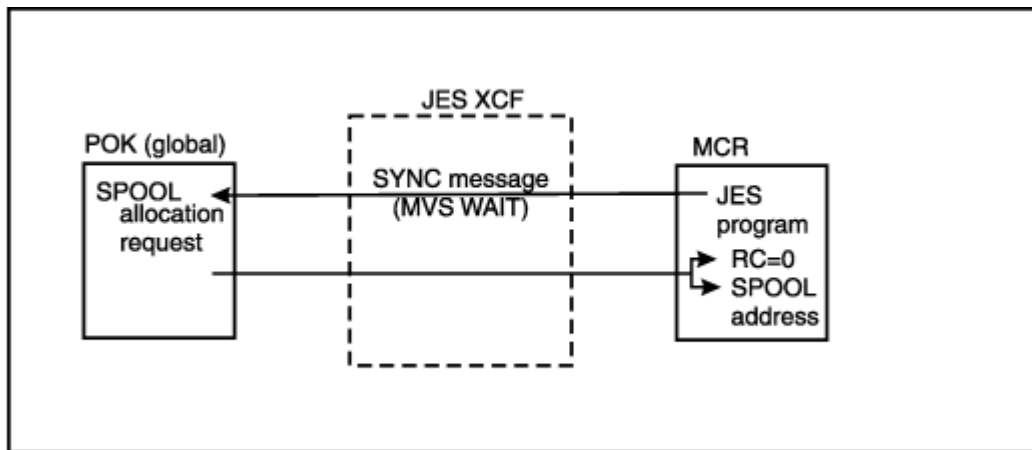 JES XCF
POK (global)
MCR
SPOOL
allocation
request
SYNC message
(MVS WAIT)
JES
program
RC=0
SPOOL
address